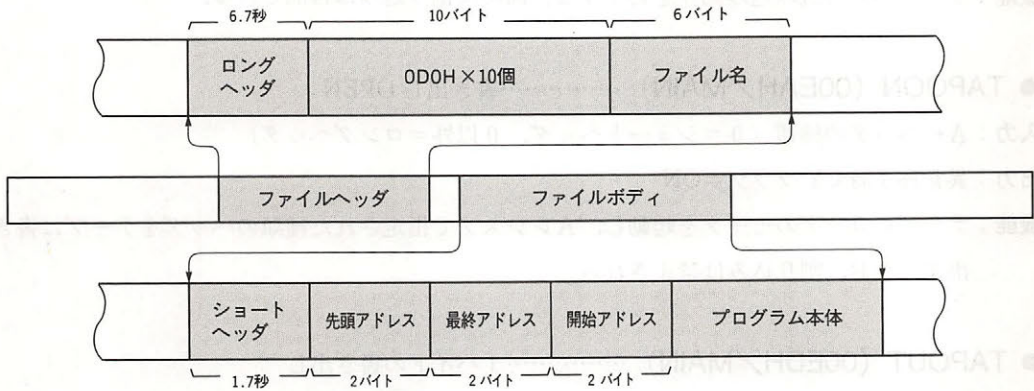 6.7秒 10バイト 6バイト
ロングヘッダ 0D0H×10個 ファイル名
ファイルヘッダ ファイルボディ
ショートヘッダ 先頭アドレス 最終アドレス 開始アドレス プログラム本体
1.7秒 2バイト 2バイト 2バイト